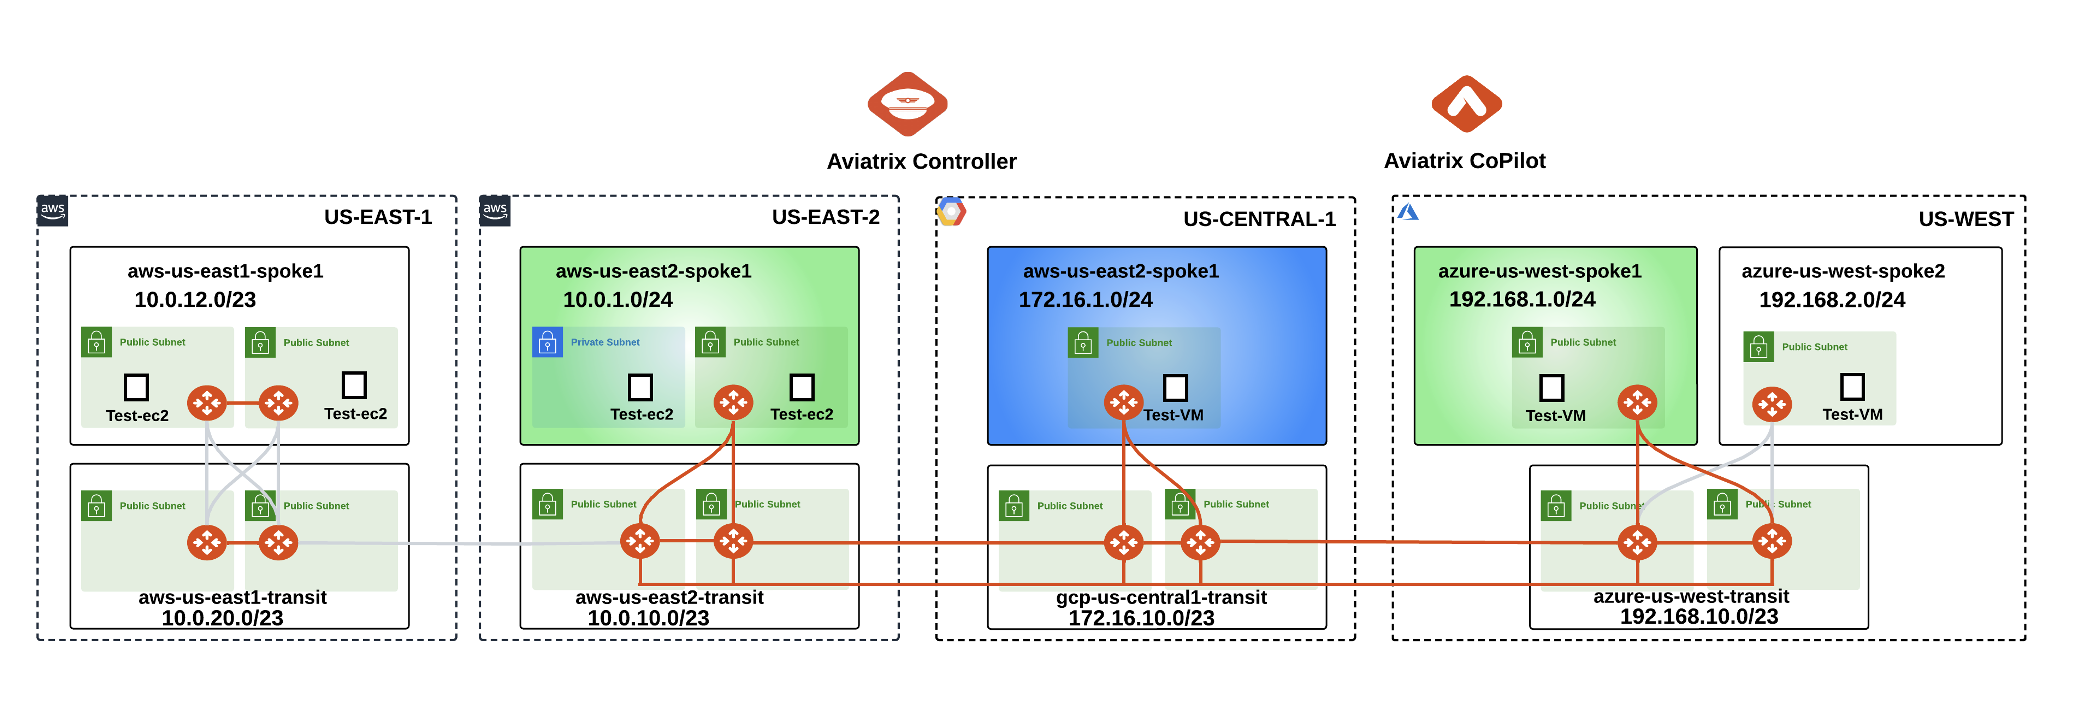 Aviatrix Controller
Aviatrix CoPilot
aws
US-EAST-1
aws-us-east1-spoke1
10.0.12.0/23
Public Subnet
Public Subnet
Test-ec2
Test-ec2
Public Subnet
Public Subnet
aws-us-east1-transit
10.0.20.0/23
aws
US-EAST-2
aws-us-east2-spoke1
10.0.1.0/24
Private Subnet
Public Subnet
Test-ec2
Test-ec2
Public Subnet
Public Subnet
aws-us-east2-transit
10.0.10.0/23
US-CENTRAL-1
aws-us-east2-spoke1
172.16.1.0/24
Public Subnet
Test-VM
Public Subnet
Public Subnet
gcp-us-central1-transit
172.16.10.0/23
US-WEST
azure-us-west-spoke1
192.168.1.0/24
Public Subnet
Test-VM
azure-us-west-spoke2
192.168.2.0/24
Public Subnet
Test-VM
Public Subnet
Public Subnet
azure-us-west-transit
192.168.10.0/23